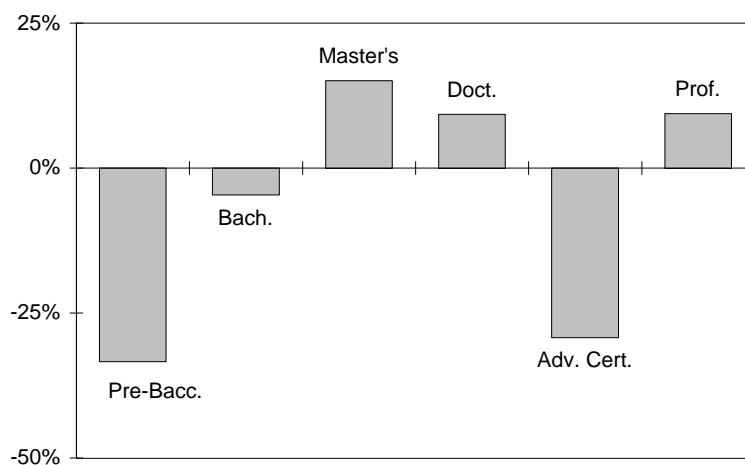 25%
Master's
Doct.
Prof.
0%
Bach.
-25%
Adv. Cert.
Pre-Bacc.
-50%